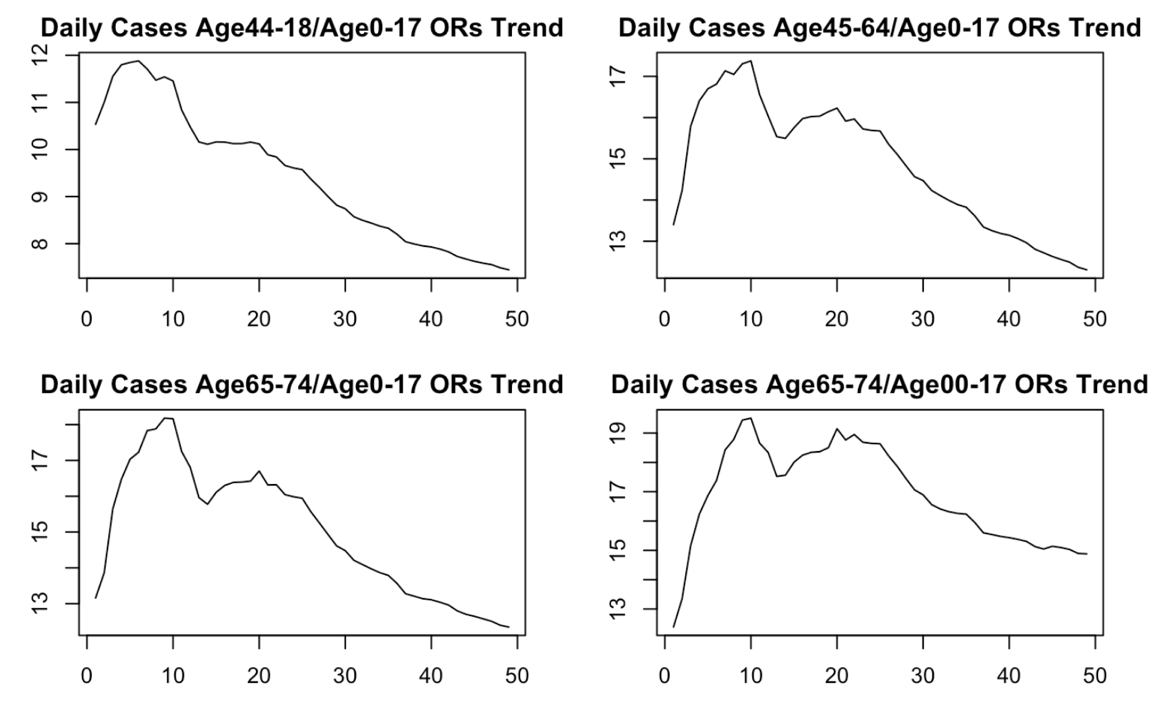 Daily Cases Age44-18/Age0-17 ORs Trend
12
11
10
9
8
0 10 20 30 40 50
Daily Cases Age45-64/Age0-17 ORs Trend
17
15
13
0 10 20 30 40 50
Daily Cases Age65-74/Age0-17 ORs Trend
17
15
13
0 10 20 30 40 50
Daily Cases Age65-74/Age00-17 ORs Trend
19
17
15
13
0 10 20 30 40 50